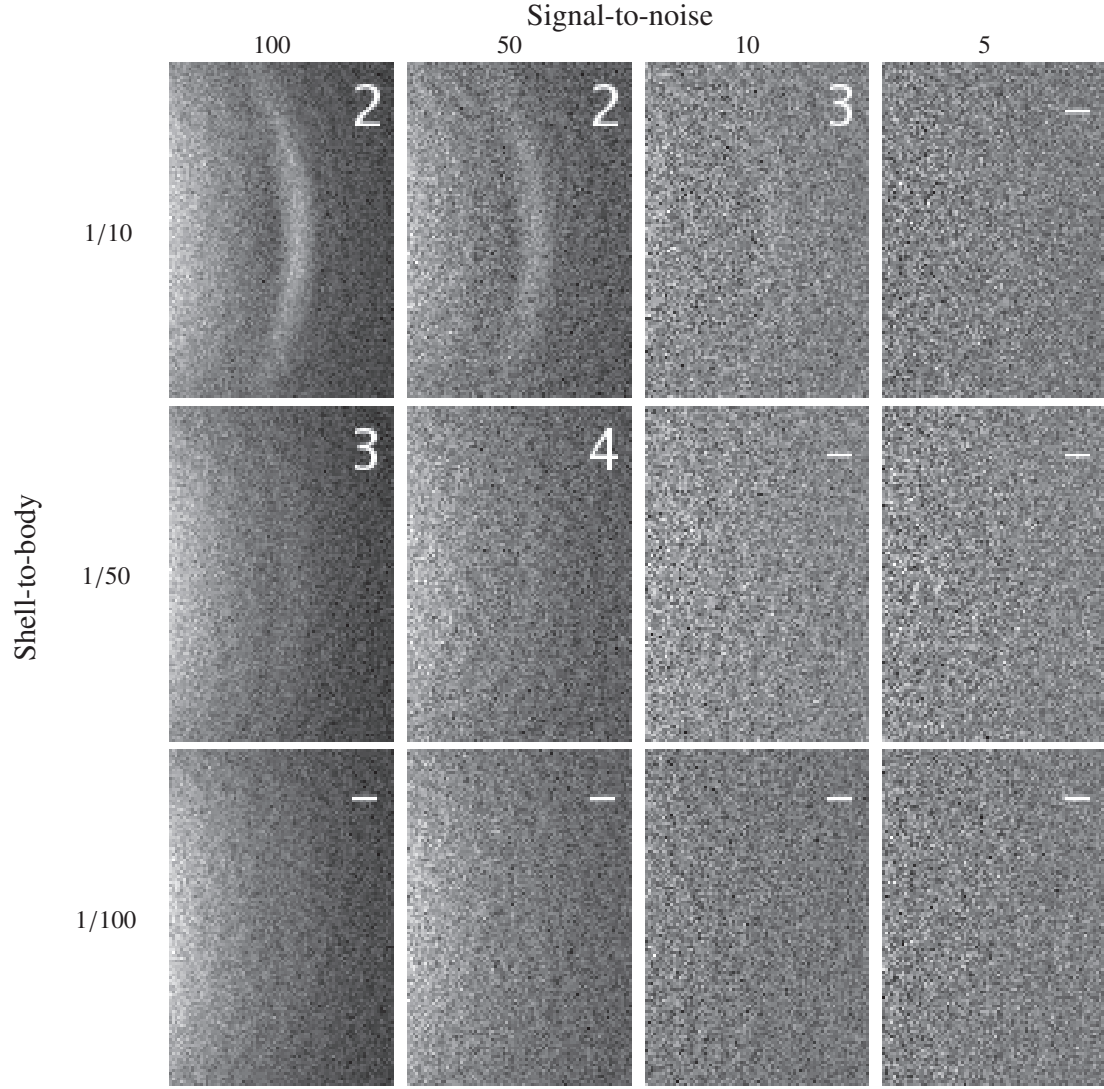 Signal-to-noise
100 50 10 5
Shell-to-body
1/10 2 2 3 –
1/50 3 4 – –
1/100 – – – –